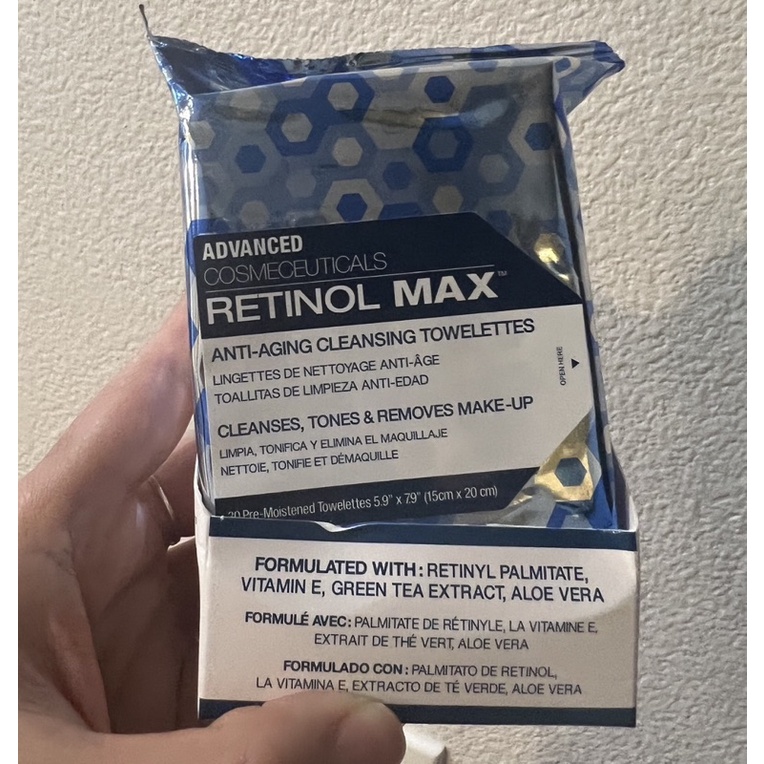 ADVANCED
COSMECEUTICALS
RETINOL MAX™
ANTI-AGING CLEANSING TOWELETTES
LINGETTES DE NETTOYAGE ANTI-ÂGE
TOALLITAS DE LIMPIEZA ANTI-EDAD
OPEN HERE
CLEANSES, TONES & REMOVES MAKE-UP
LIMPIA, TONIFICA Y ELIMINA EL MAQUILLAJE
NETTOIE, TONIFIE ET DÉMAQUILLE
Pre-Moistened Towelettes 5.9" x 7.9" (15cm x 20 cm)
FORMULATED WITH: RETINYL PALMITATE,
VITAMIN E, GREEN TEA EXTRACT, ALOE VERA
FORMULÉ AVEC: PALMITATE DE RÉTINYLE, LA VITAMINE E,
EXTRAIT DE THÉ VERT, ALOE VERA
FORMULADO CON: PALMITATO DE RETINOL,
LA VITAMINA E, EXTRACTO DE TÉ VERDE, ALOE VERA